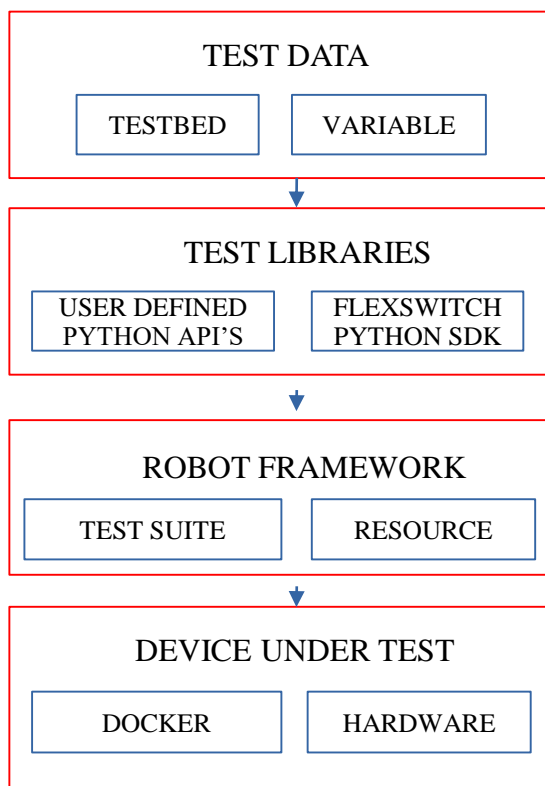 TEST DATA
TESTBED
VARIABLE
TEST LIBRARIES
USER DEFINED
PYTHON API’S
FLEXSWITCH
PYTHON SDK
ROBOT FRAMEWORK
TEST SUITE
RESOURCE
DEVICE UNDER TEST
DOCKER
HARDWARE